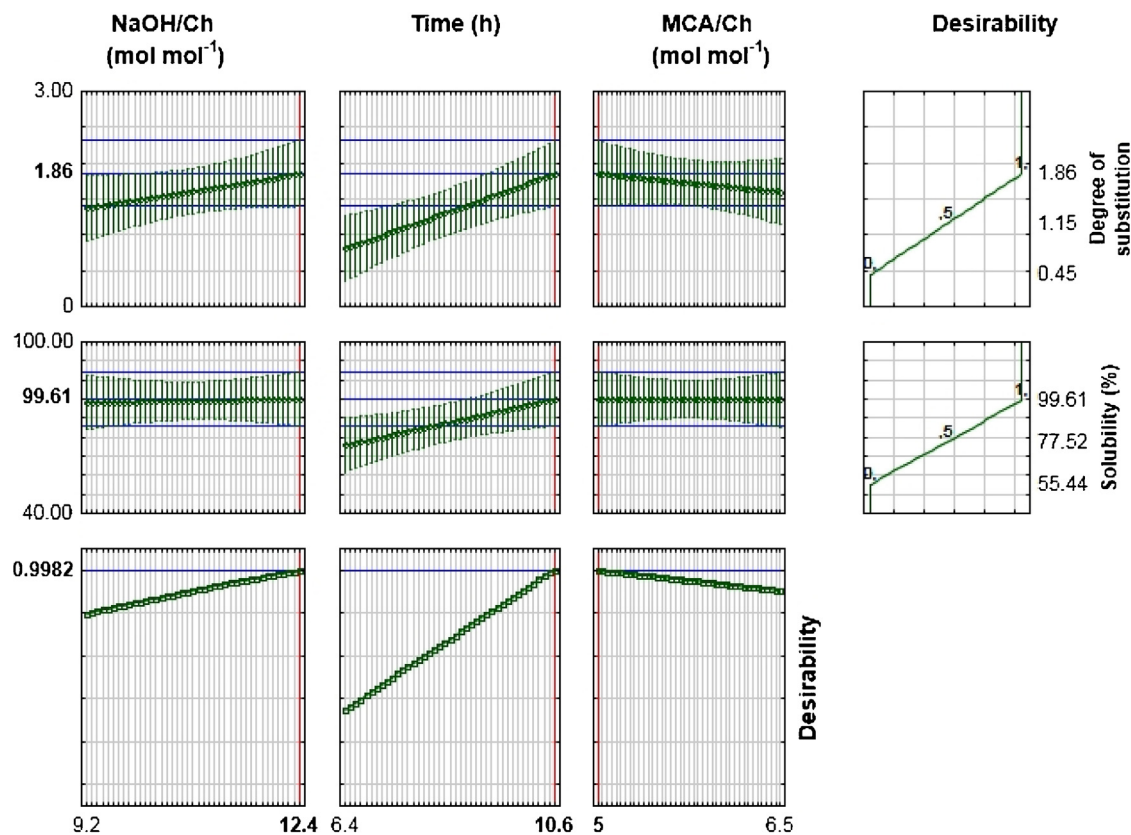 NaOH/Ch
(mol mol⁻¹)
Time (h)
MCA/Ch
(mol mol⁻¹)
Desirability
3.00
1.86
0
1.
.5
0.
1.86
1.15
0.45
Degree of
substitution
100.00
99.61
40.00
1.
.5
0.
99.61
77.52
55.44
Solubility (%)
0.9982
Desirability
9.2
12.4
6.4
10.6
5
6.5